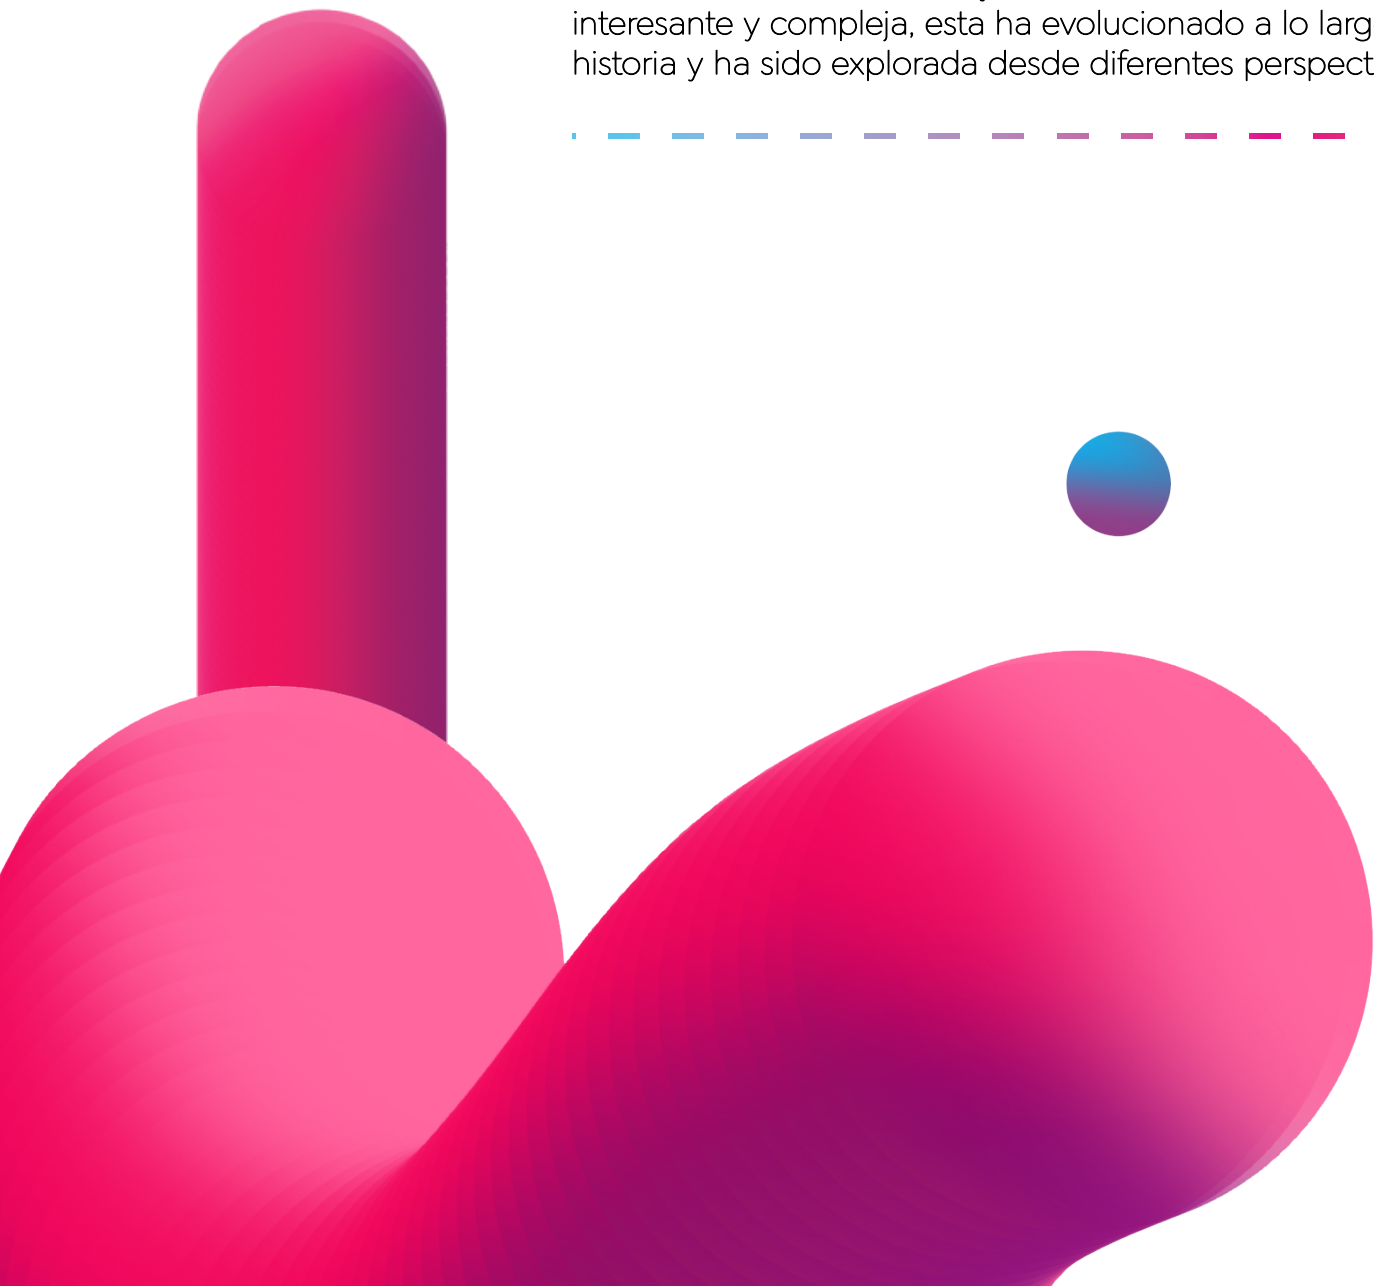 interesante y compleja, esta ha evolucionado a lo larg
historia y ha sido explorada desde diferentes perspect